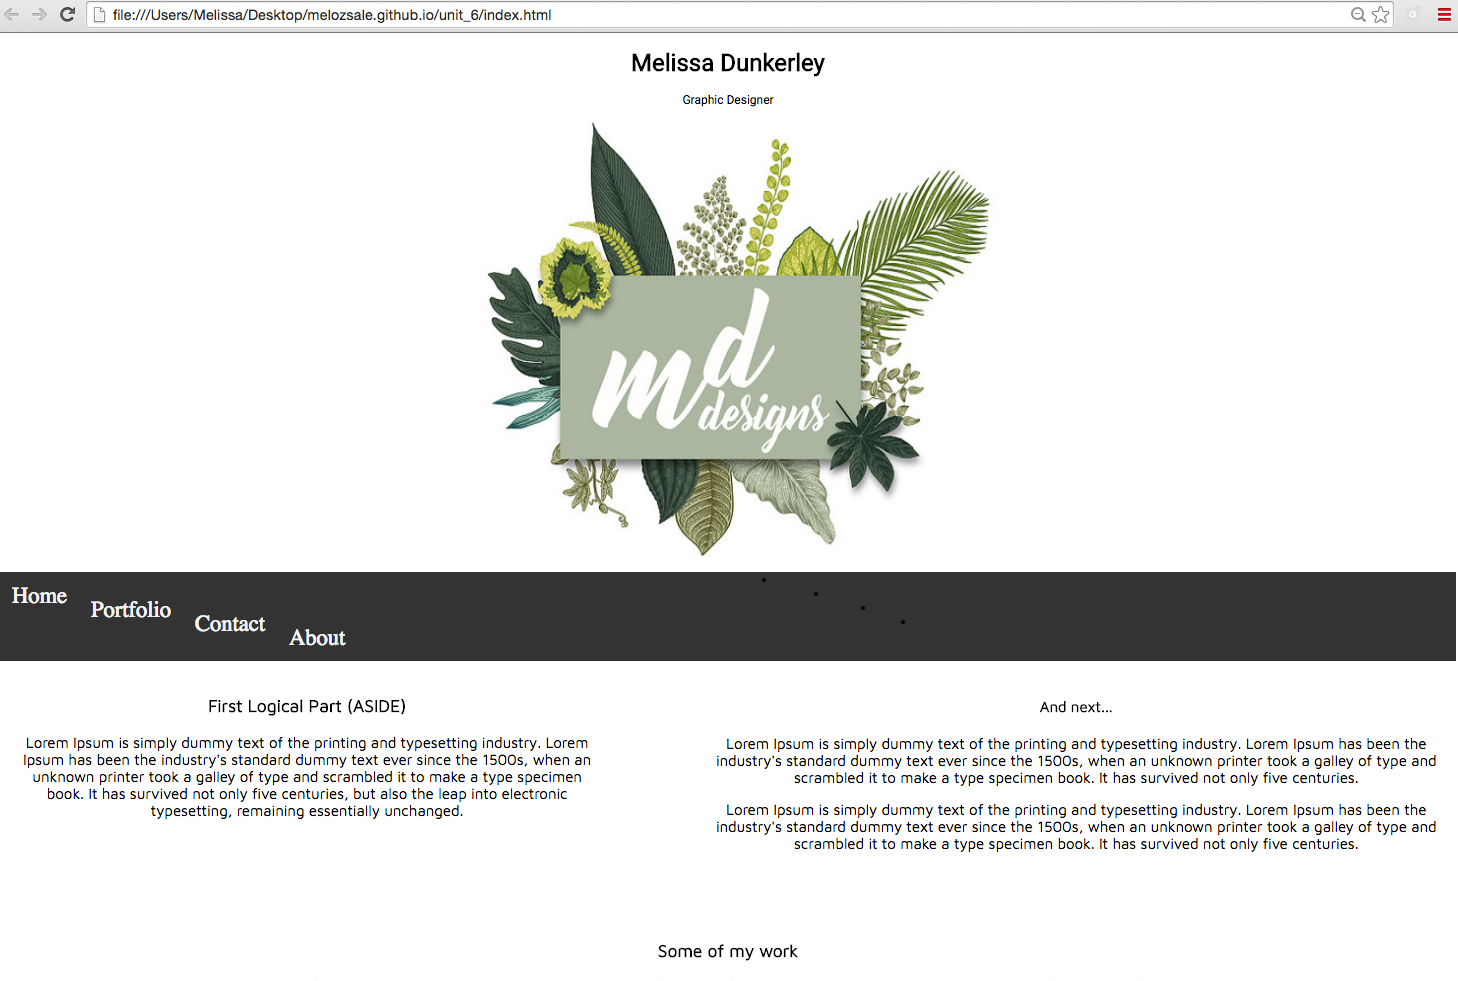 file:///Users/Melissa/Desktop/melozsale.github.io/unit_6/index.html
Melissa Dunkerley
Graphic Designer
md
designs
Home
Portfolio
Contact
About
First Logical Part (ASIDE)
Lorem Ipsum is simply dummy text of the printing and typesetting industry. Lorem
Ipsum has been the industry's standard dummy text ever since the 1500s, when an
unknown printer took a galley of type and scrambled it to make a type specimen
book. It has survived not only five centuries, but also the leap into electronic
typesetting, remaining essentially unchanged.
And next...
Lorem Ipsum is simply dummy text of the printing and typesetting industry. Lorem Ipsum has been the
industry's standard dummy text ever since the 1500s, when an unknown printer took a galley of type and
scrambled it to make a type specimen book. It has survived not only five centuries.
Lorem Ipsum is simply dummy text of the printing and typesetting industry. Lorem Ipsum has been the
industry's standard dummy text ever since the 1500s, when an unknown printer took a galley of type and
scrambled it to make a type specimen book. It has survived not only five centuries.
Some of my work